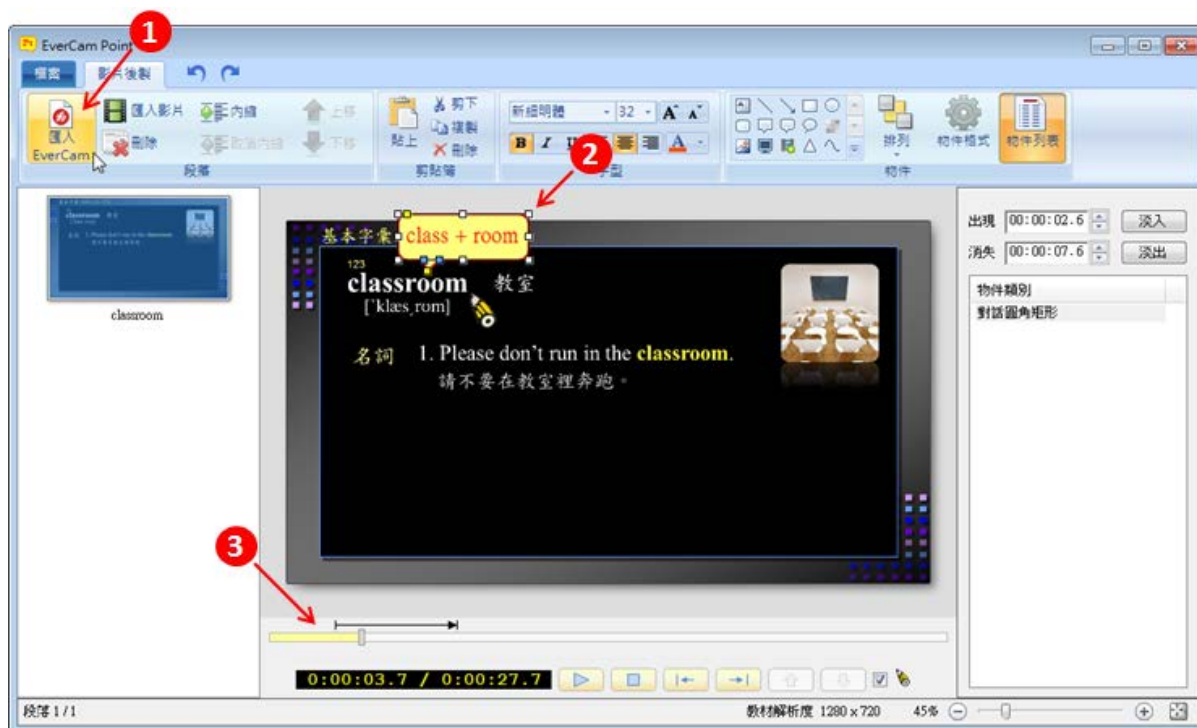 1
EverCam Point
檔案
影片後製
匯入
EverCam
匯入影片
刪除
內縮
取消內縮
上移
下移
段落
貼上
剪下
複製
刪除
剪貼簿
新細明體
32
A A
B I U A
字型
排列
物件格式
物件列表
物件
2
classroom
基本字彙
class + room
123
classroom 教室
[ˋklæs͵rom]
名詞 1. Please don't run in the classroom.
請不要在教室裡奔跑。
出現 00:00:02.6 淡入
消失 00:00:07.6 淡出
物件類別
對話圓角矩形
3
0:00:03.7 / 0:00:27.7
段落 1 / 1
教材解析度 1280 x 720 45%